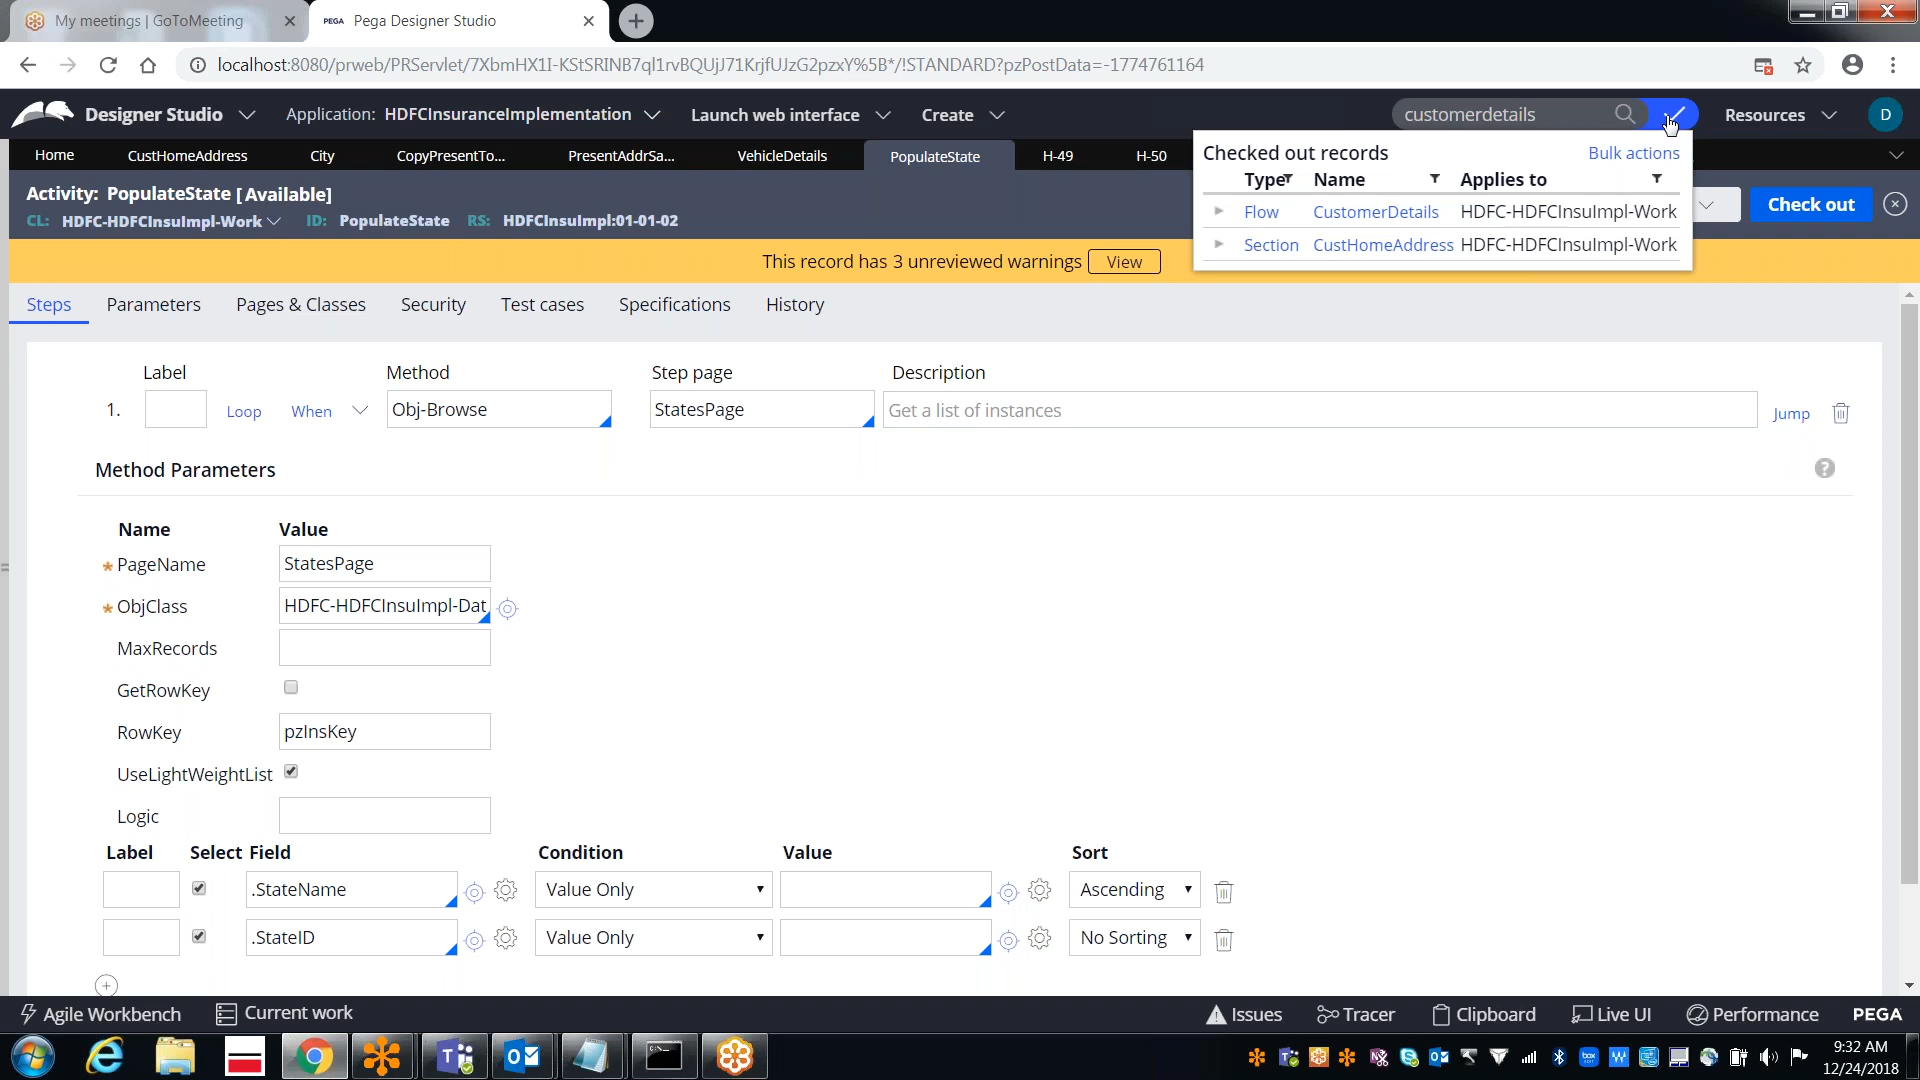 My meetings | GoToMeeting
PEGA Pega Designer Studio
localhost:8080/prweb/PRServlet/7XbmHX1I-KStSRINB7ql1rvBQUjJ71KrjfUJzG2pzxY%5B*/!STANDARD?pzPostData=-1774761164
Designer Studio Application: HDFCInsuranceImplementation Launch web interface Create customerdetails Resources D
Home CustHomeAddress City CopyPresentTo... PresentAddrSa... VehicleDetails PopulateState H-49 H-50
Checked out records Bulk actions
Type Name Applies to
Flow CustomerDetails HDFC-HDFCInsuImpl-Work
Section CustHomeAddress HDFC-HDFCInsuImpl-Work
Activity: PopulateState [Available]
CL: HDFC-HDFCInsuImpl-Work ID: PopulateState RS: HDFCInsuImpl:01-01-02
Check out
This record has 3 unreviewed warnings View
Steps Parameters Pages & Classes Security Test cases Specifications History
Label Method Step page Description
1. Loop When Obj-Browse StatesPage Get a list of instances Jump
Method Parameters
Name Value
PageName StatesPage
ObjClass HDFC-HDFCInsuImpl-Dat
MaxRecords
GetRowKey
RowKey pzInsKey
UseLightWeightList
Logic
Label Select Field Condition Value Sort
.StateName Value Only Ascending
.StateID Value Only No Sorting
Agile Workbench Current work Issues Tracer Clipboard Live UI Performance PEGA
9:32 AM
12/24/2018